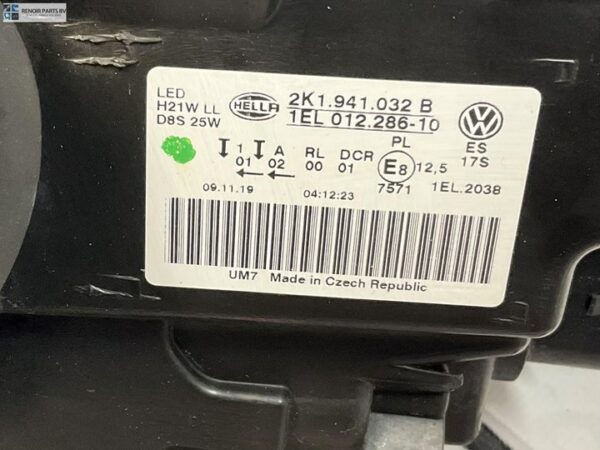 RENOIR PARTS BV
LED
H21W LL
D8S 25W
HELLA
2K1.941.032 B
1EL 012.286-10
ES
17S
1 A RL DCR PL
01 02 00 01 E8 12,5
7571 1EL.203B
09.11.19 04:12:23
UM7 Made in Czech Republic